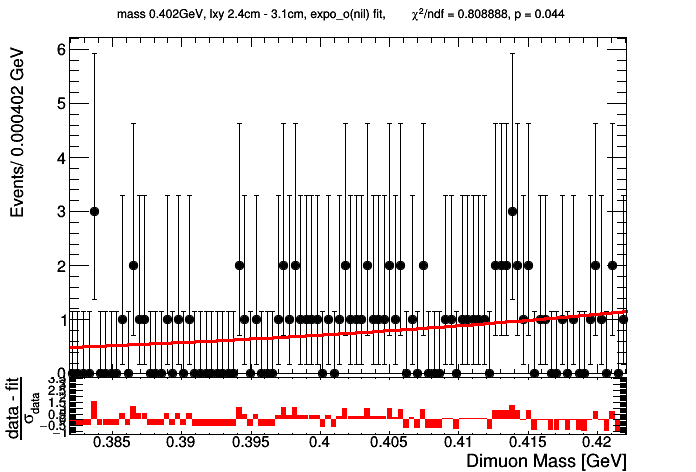 mass 0.402GeV, lxy 2.4cm - 3.1cm, expo_o(nil) fit, χ²/ndf = 0.808888, p = 0.044
Events/ 0.000402 GeV
6
5
4
3
2
1
0
data - fit
σdata
0.385 0.39 0.395 0.4 0.405 0.41 0.415 0.42
Dimuon Mass [GeV]